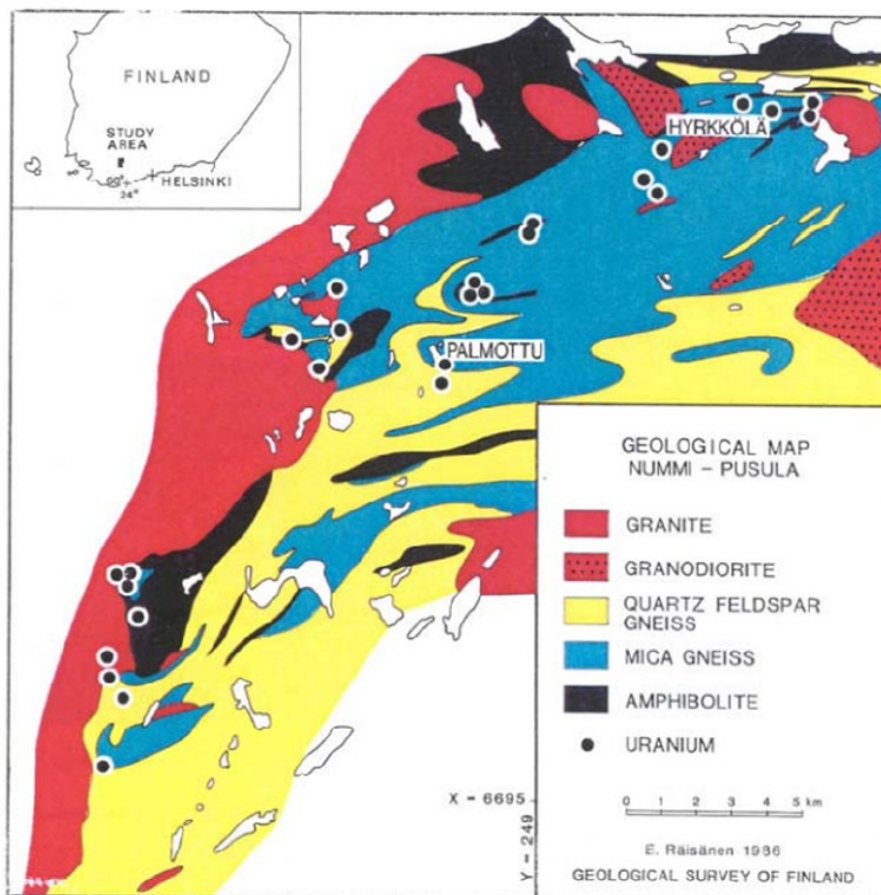 FINLAND
STUDY
AREA
60°
24°
HELSINKI
HYRKKÖLÄ
PALMOTTU
GEOLOGICAL MAP
NUMMI - PUSULA
GRANITE
GRANODIORITE
QUARTZ FELDSPAR
GNEISS
MICA GNEISS
AMPHIBOLITE
URANIUM
X - 6695
Y - 249
0 1 2 3 4 5 km
E. Räisänen 1986
GEOLOGICAL SURVEY OF FINLAND